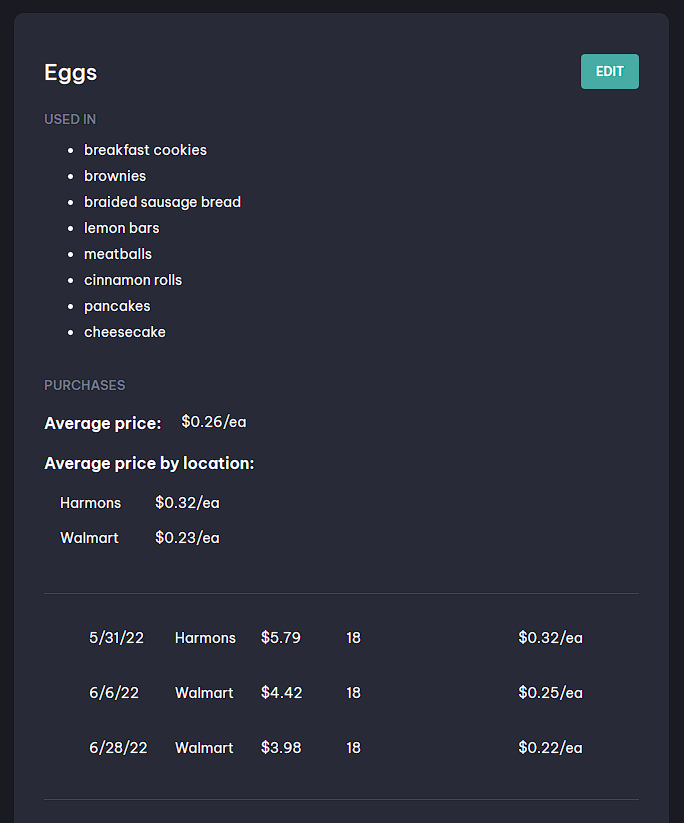 Eggs
EDIT
USED IN
breakfast cookies
brownies
braided sausage bread
lemon bars
meatballs
cinnamon rolls
pancakes
cheesecake
PURCHASES
Average price: $0.26/ea
Average price by location:
Harmons $0.32/ea
Walmart $0.23/ea
5/31/22 Harmons $5.79 18 $0.32/ea
6/6/22 Walmart $4.42 18 $0.25/ea
6/28/22 Walmart $3.98 18 $0.22/ea